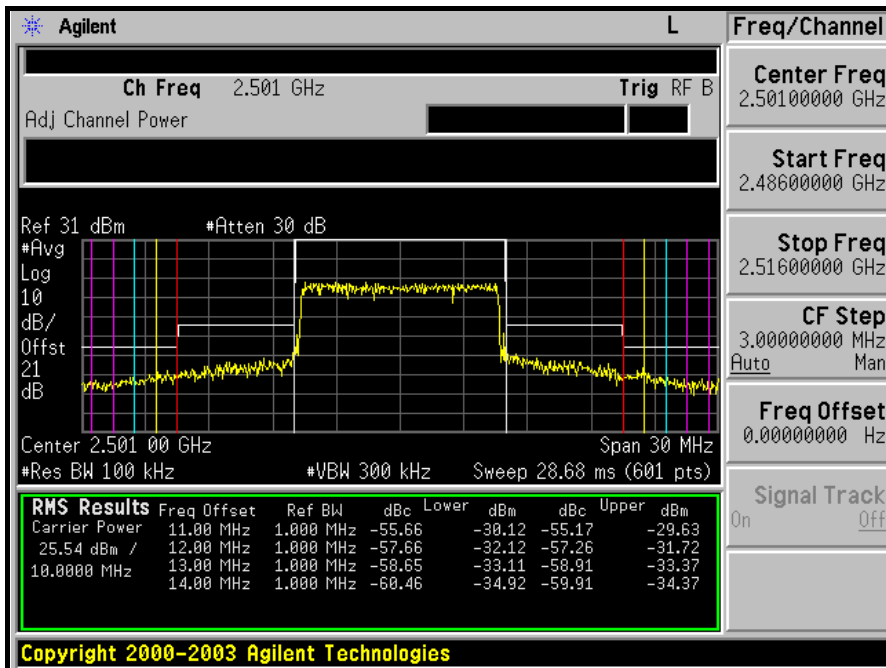 Agilent L Freq/Channel
Ch Freq 2.501 GHz Trig RF B
Adj Channel Power
Center Freq
2.50100000 GHz
Start Freq
2.48600000 GHz
Stop Freq
2.51600000 GHz
CF Step
3.00000000 MHz
Auto Man
Freq Offset
0.00000000 Hz
Signal Track
On Off
Ref 31 dBm #Atten 30 dB
#Avg
Log
10
dB/
Offst
21
dB
Center 2.501 00 GHz Span 30 MHz
#Res BW 100 kHz #VBW 300 kHz Sweep 28.68 ms (601 pts)
RMS Results Freq Offset Ref BW dBc Lower dBm dBc Upper dBm
Carrier Power 11.00 MHz 1.000 MHz -55.66 -30.12 -55.17 -29.63
25.54 dBm / 12.00 MHz 1.000 MHz -57.66 -32.12 -57.26 -31.72
10.0000 MHz 13.00 MHz 1.000 MHz -58.65 -33.11 -58.91 -33.37
14.00 MHz 1.000 MHz -60.46 -34.92 -59.91 -34.37
Copyright 2000-2003 Agilent Technologies